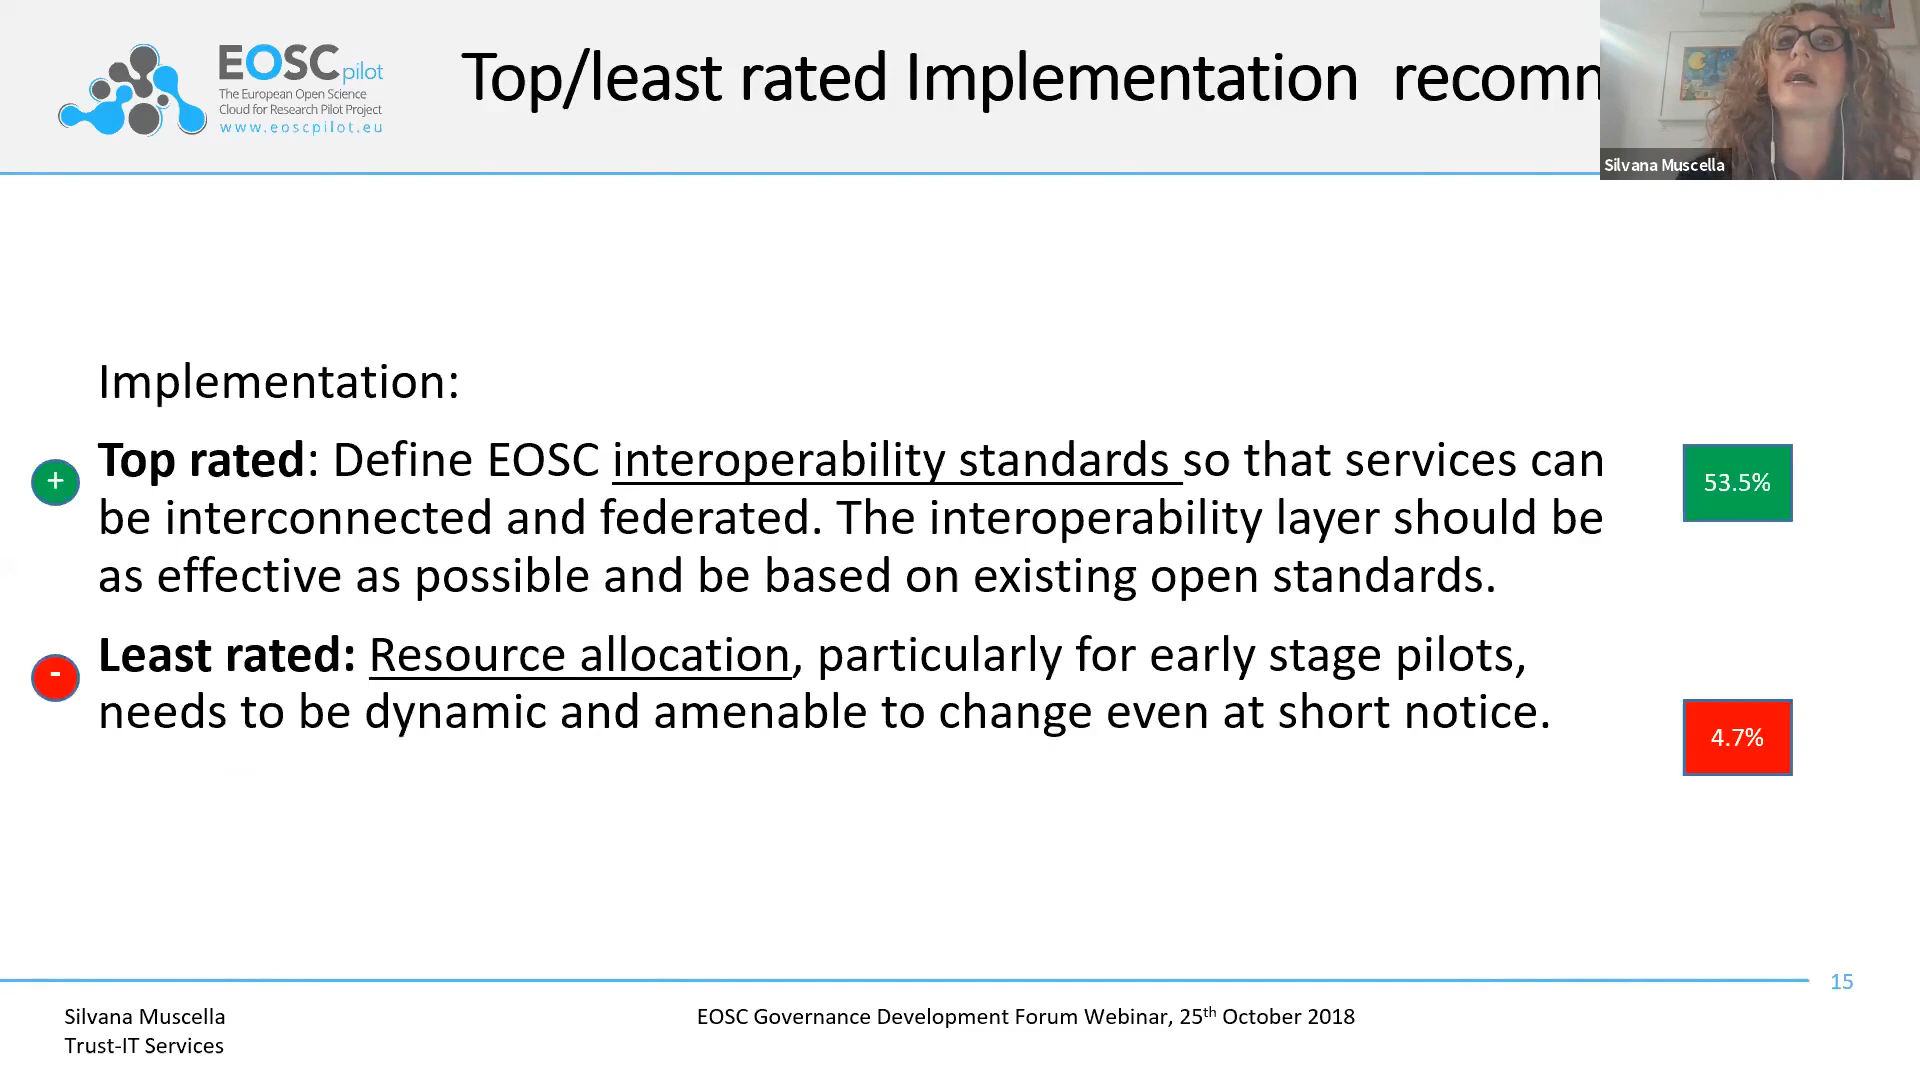 EOSCpilot
The European Open Science
Cloud for Research Pilot Project
www.eoscpilot.eu
Top/least rated Implementation recomm
Silvana Muscella
Implementation:
+
Top rated: Define EOSC interoperability standards so that services can
be interconnected and federated. The interoperability layer should be
as effective as possible and be based on existing open standards.
53.5%
-
Least rated: Resource allocation, particularly for early stage pilots,
needs to be dynamic and amenable to change even at short notice.
4.7%
15
Silvana Muscella
Trust-IT Services
EOSC Governance Development Forum Webinar, 25th October 2018